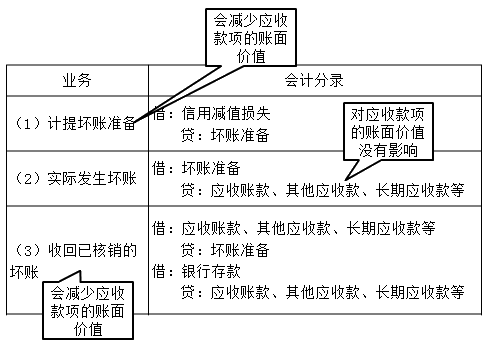 会减少应收
款项的账面
价值
业务
会计分录
（1）计提坏账准备
借：信用减值损失
贷：坏账准备
对应收款项
的账面价值
没有影响
（2）实际发生坏账
借：坏账准备
贷：应收账款、其他应收款、长期应收款等
（3）收回已核销的
坏账
借：应收账款、其他应收款、长期应收款等
贷：坏账准备
借：银行存款
贷：应收账款、其他应收款、长期应收款等
会减少应收
款项的账面
价值